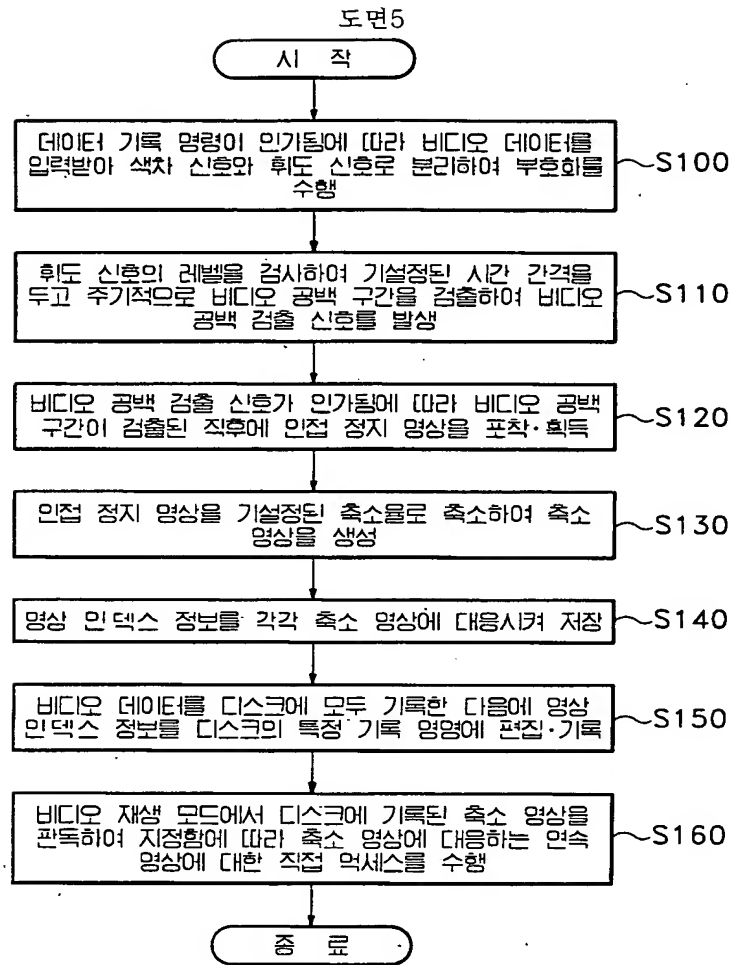 도면5
시 작
데이터 기록 명령이 인가됨에 따라 비디오 데이터를
입력받아 색차 신호와 휘도 신호로 분리하여 부호화를
수행
S100
휘도 신호의 레벨을 검사하여 기설정된 시간 간격을
두고 주기적으로 비디오 공백 구간을 검출하여 비디오
공백 검출 신호를 발생
S110
비디오 공백 검출 신호가 인가됨에 따라 비디오 공백
구간이 검출된 직후에 인접 정지 영상을 포착·획득
S120
인접 정지 영상을 기설정된 축소율로 축소하여 축소
영상을 생성
S130
영상 인덱스 정보를 각각 축소 영상에 대응시켜 저장
S140
비디오 데이터를 디스크에 모두 기록한 다음에 영상
인덱스 정보를 디스크의 특정 기록 영영에 편집·기록
S150
비디오 재생 모드에서 디스크에 기록된 축소 영상을
판독하여 지정함에 따라 축소 영상에 대응하는 연속
영상에 대한 직접 억세스를 수행
S160
종 료